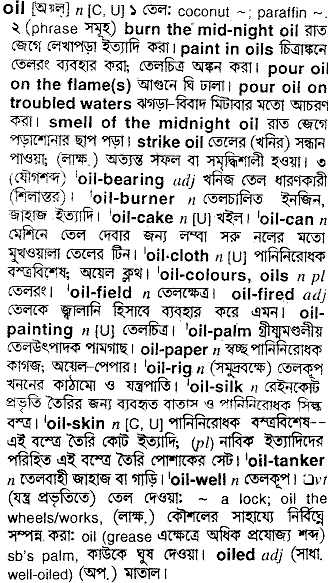 oil [অয়ল্] n [C, U] ১ তেল: coconut ~; paraffin ~.
২ (phrase সমূহ) burn the mid-night oil রাত
জেগে লেখাপড়া ইত্যাদি করা। paint in oils চিত্রাঙ্কনে
তেলরং ব্যবহার করা; তেলচিত্র অঙ্কন করা। pour oil
on the flame(s) আগুনে ঘি ঢালা। pour oil on
troubled waters ঝগড়া-বিবাদ মিটাবার মতো আচরণ
করা। smell of the midnight oil রাত জেগে
পড়াশোনার ছাপ পড়া। strike oil তেলের (খনির) সন্ধান
পাওয়া; (লাক্ষ.) অত্যন্ত সফল বা সমৃদ্ধিশালী হওয়া। ৩
(যৌগশব্দ) ˈoil-bearing adj খনিজ তেল ধারণকারী
(শিলাস্তর)। ˈoil-burner n তেলচালিত ইনজিন,
জাহাজ ইত্যাদি। ˈoil-cake n [U] খইল। ˈoil-can n
মেশিনে তেল দেবার জন্য লম্বা সরু নলের মতো
মুখওয়ালা তেলের টিন। ˈoil-cloth n [U] পানিনিরোধক
বস্ত্রবিশেষ; অয়েল ক্লথ। ˈoil-colours, oils n pl
তেলরং। ˈoil-field n তেলক্ষেত্র। oil-fired adj
তেলকে জ্বালানি হিসাবে ব্যবহার করে এমন। oil-
painting n [U] তেলচিত্র। ˈoil-palm গ্রীষ্মমণ্ডলীয়
তেলউৎপাদক পামগাছ। oil-paper n স্বচ্ছ পানিনিরোধক
কাগজ; অয়েল-পেপার। ˈoil-rig n (সমুদ্রবক্ষে) তেলকূপ
খননের কাঠামো ও যন্ত্রপাতি। ˈoil-silk n রেইনকোট
প্রভৃতি তৈরির জন্য ব্যবহৃত বাতাস ও পানিনিরোধক সিল্ক
বস্ত্র। ˈoil-skin n [C, U] পানিনিরোধক বস্ত্রবিশেষ—
এই বস্ত্রে তৈরি কোট ইত্যাদি; (pl) নাবিক ইত্যাদিদের
পরিহিত এই বস্ত্রে তৈরি পোশাকের সেট। ˈoil-tanker
n তেলবাহী জাহাজ বা গাড়ি। ˈoil-well n তেলকূপ। □vt
(যন্ত্র প্রভৃতিতে) তেল দেওয়া: ~ a lock; oil the
wheels/works, (লাক্ষ.) কৌশলের সাহায্যে নির্বিঘ্নে
সম্পন্ন করা: oil (grease এক্ষেত্রে অধিক প্রযোজ্য শব্দ)
sb's palm, কাউকে ঘুষ দেওয়া। oiled adj (সাধা.
well-oiled) (অপ.) মাতাল।